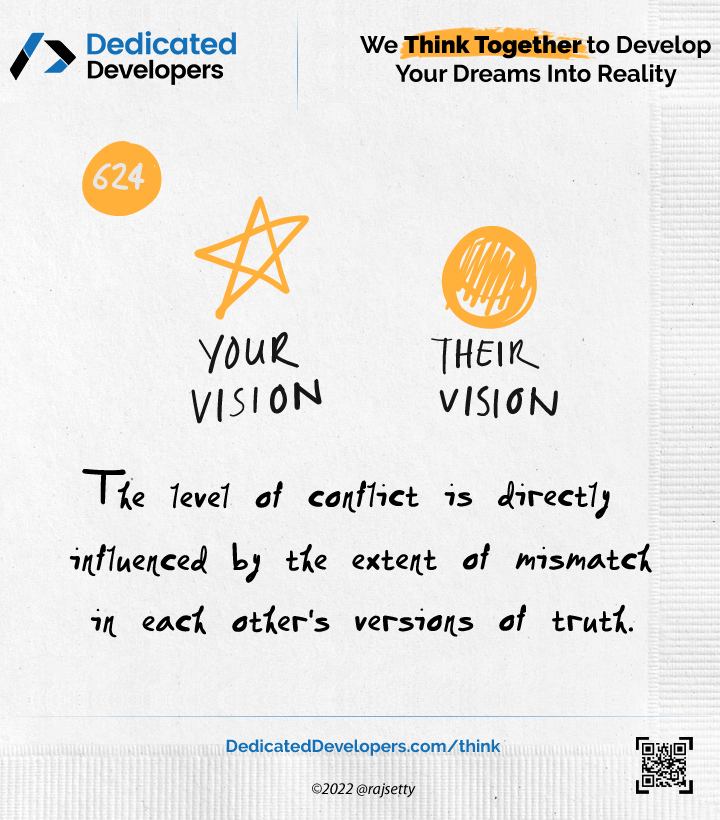 Dedicated
Developers
We Think Together to Develop
Your Dreams Into Reality
624
YOUR
VISION
THEIR
VISION
The level of conflict is directly
influenced by the extent of mismatch
in each other's versions of truth.
DedicatedDevelopers.com/think
©2022 @rajsetty